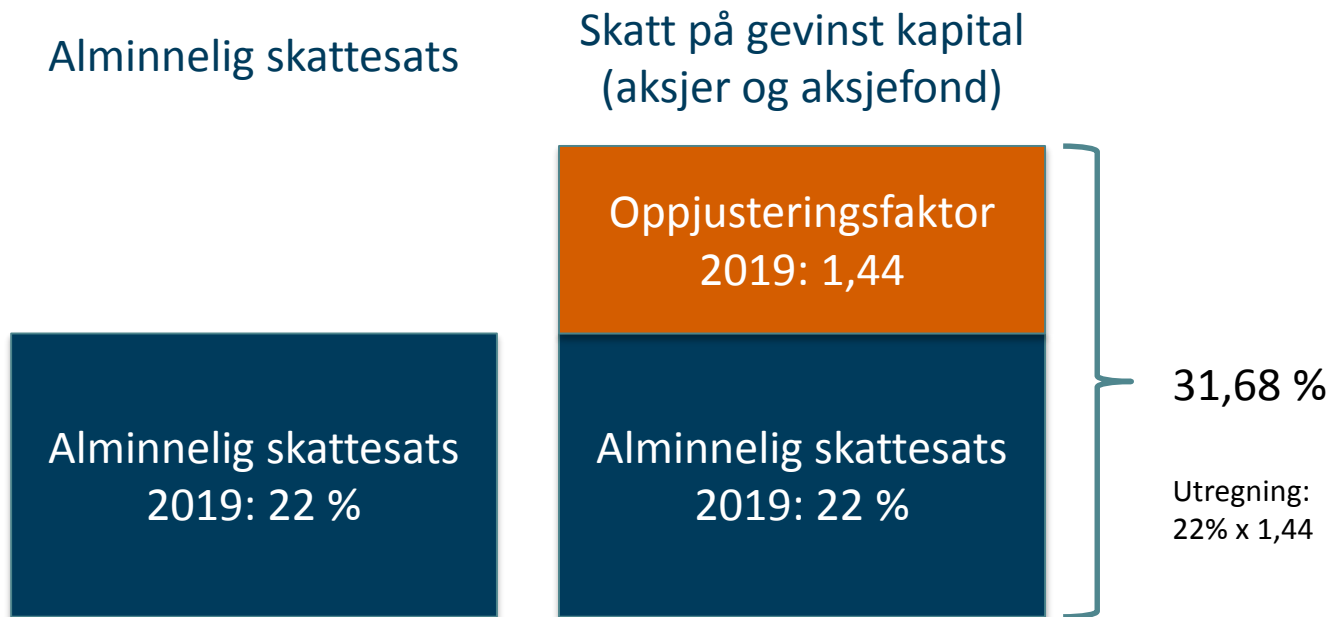 Alminnelig skattesats
Skatt på gevinst kapital
(aksjer og aksjefond)
Oppjusteringsfaktor
2019: 1,44
Alminnelig skattesats
2019: 22 %
Alminnelig skattesats
2019: 22 %
31,68 %
Utregning:
22% x 1,44